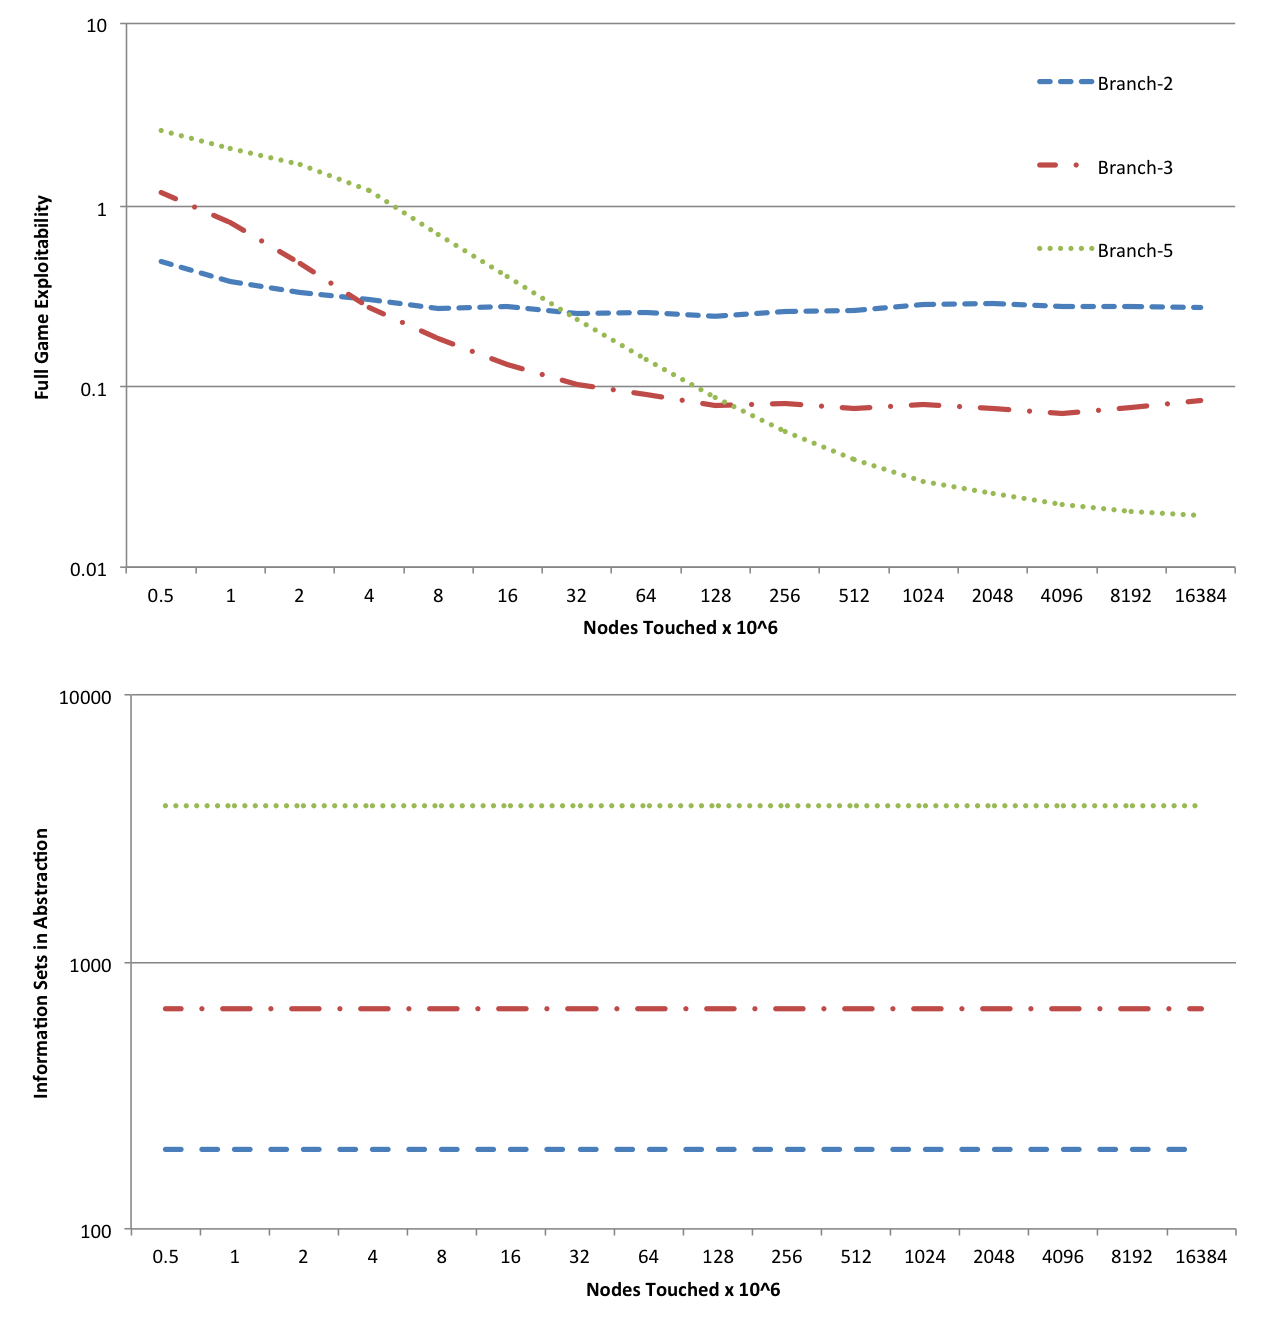 10
Branch-2
Branch-3
1
Branch-5
Full Game Exploitability
0.1
0.01
0.5 1 2 4 8 16 32 64 128 256 512 1024 2048 4096 8192 16384
Nodes Touched x 10^6
10000
Information Sets in Abstraction
1000
100
0.5 1 2 4 8 16 32 64 128 256 512 1024 2048 4096 8192 16384
Nodes Touched x 10^6